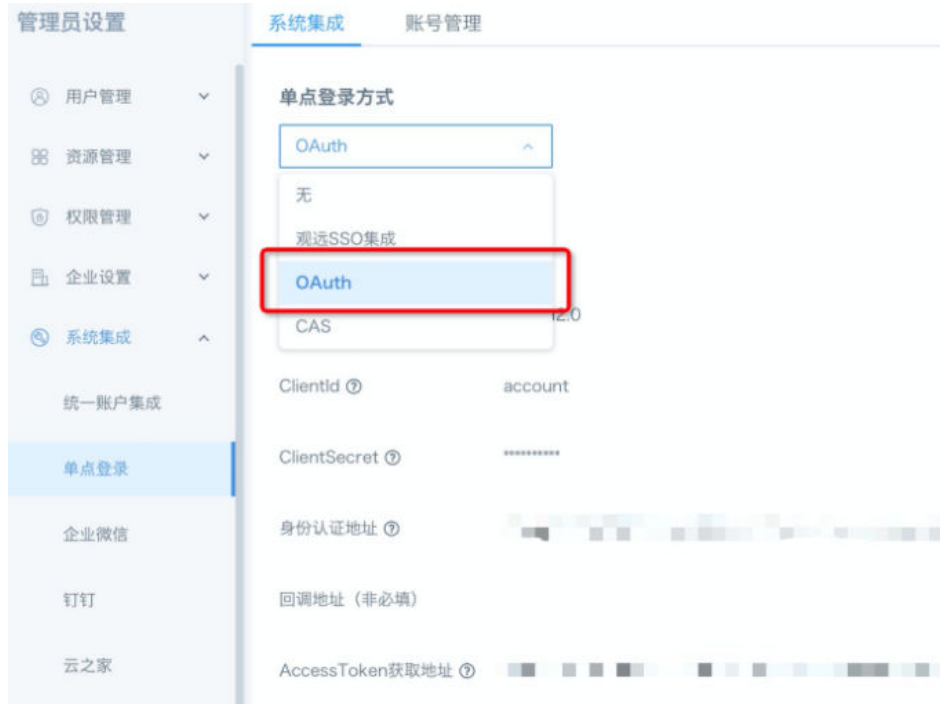 管理员设置
用户管理
资源管理
权限管理
企业设置
系统集成
统一账户集成
单点登录
企业微信
钉钉
云之家
系统集成 账号管理
单点登录方式
OAuth
无
观远SSO集成
OAuth
CAS
ClientId
account
ClientSecret
**********
身份认证地址
回调地址（非必填）
AccessToken获取地址